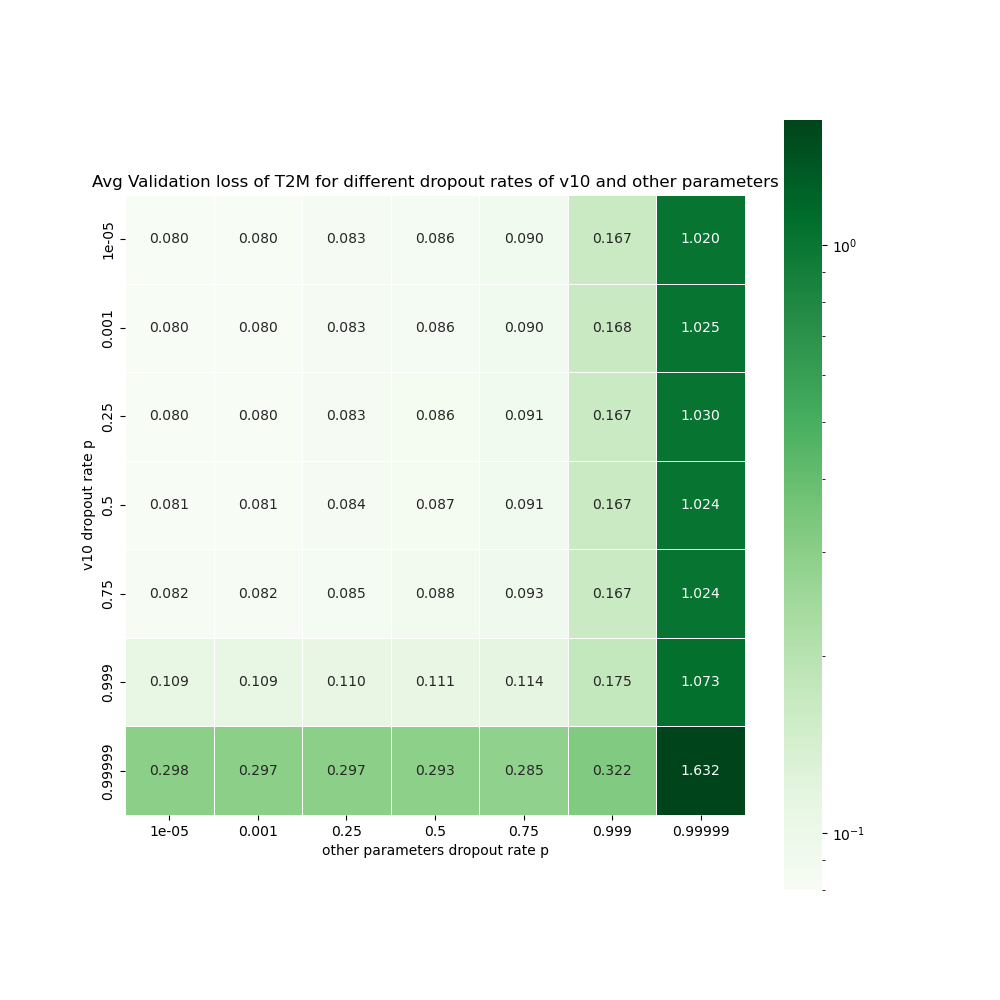 Avg Validation loss of T2M for different dropout rates of v10 and other parameters
v10 dropout rate p
1e-05 0.080 0.080 0.083 0.086 0.090 0.167 1.020
0.001 0.080 0.080 0.083 0.086 0.090 0.168 1.025
0.25 0.080 0.080 0.083 0.086 0.091 0.167 1.030
0.5 0.081 0.081 0.084 0.087 0.091 0.167 1.024
0.75 0.082 0.082 0.085 0.088 0.093 0.167 1.024
0.999 0.109 0.109 0.110 0.111 0.114 0.175 1.073
0.99999 0.298 0.297 0.297 0.293 0.285 0.322 1.632
1e-05 0.001 0.25 0.5 0.75 0.999 0.99999
other parameters dropout rate p
10⁰
10⁻¹